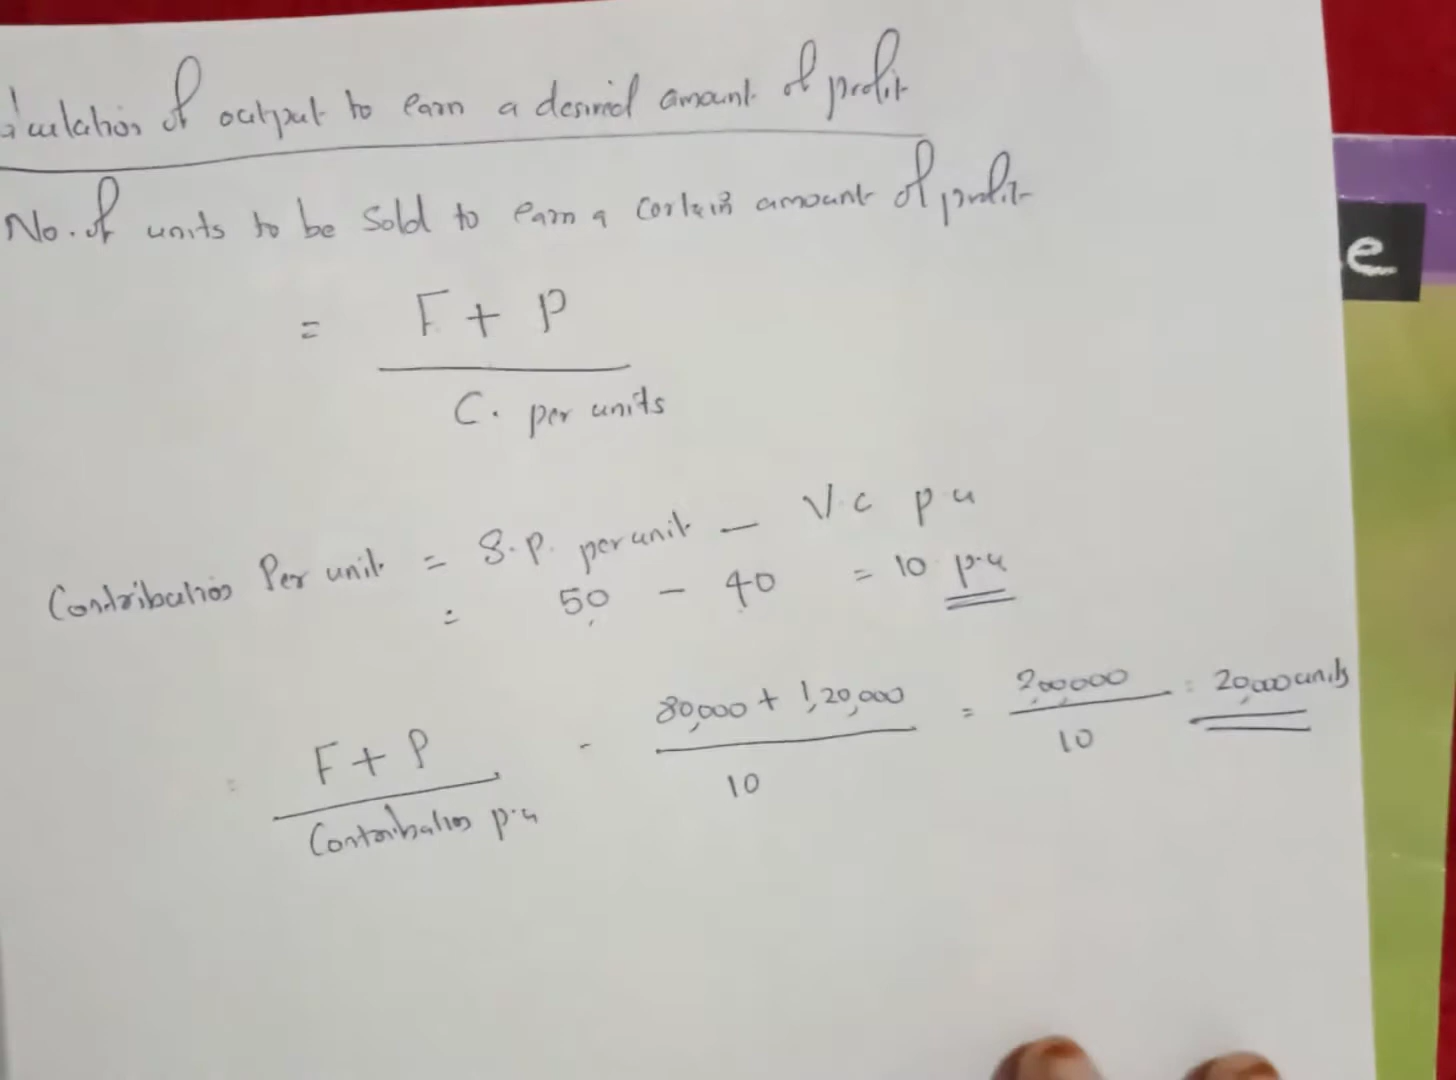 alculation of output to earn a desired amount of profit
No. of units to be sold to earn a certain amount of profit
= F + P
C. per units
Contribution Per unit = S.P. per unit — V.c p u
= 50 - 40 = 10 p.u
= F + P / Contribution p.u - 80,000 + 1,20,000 / 10 = 200000 / 10 = 20,000 units
e